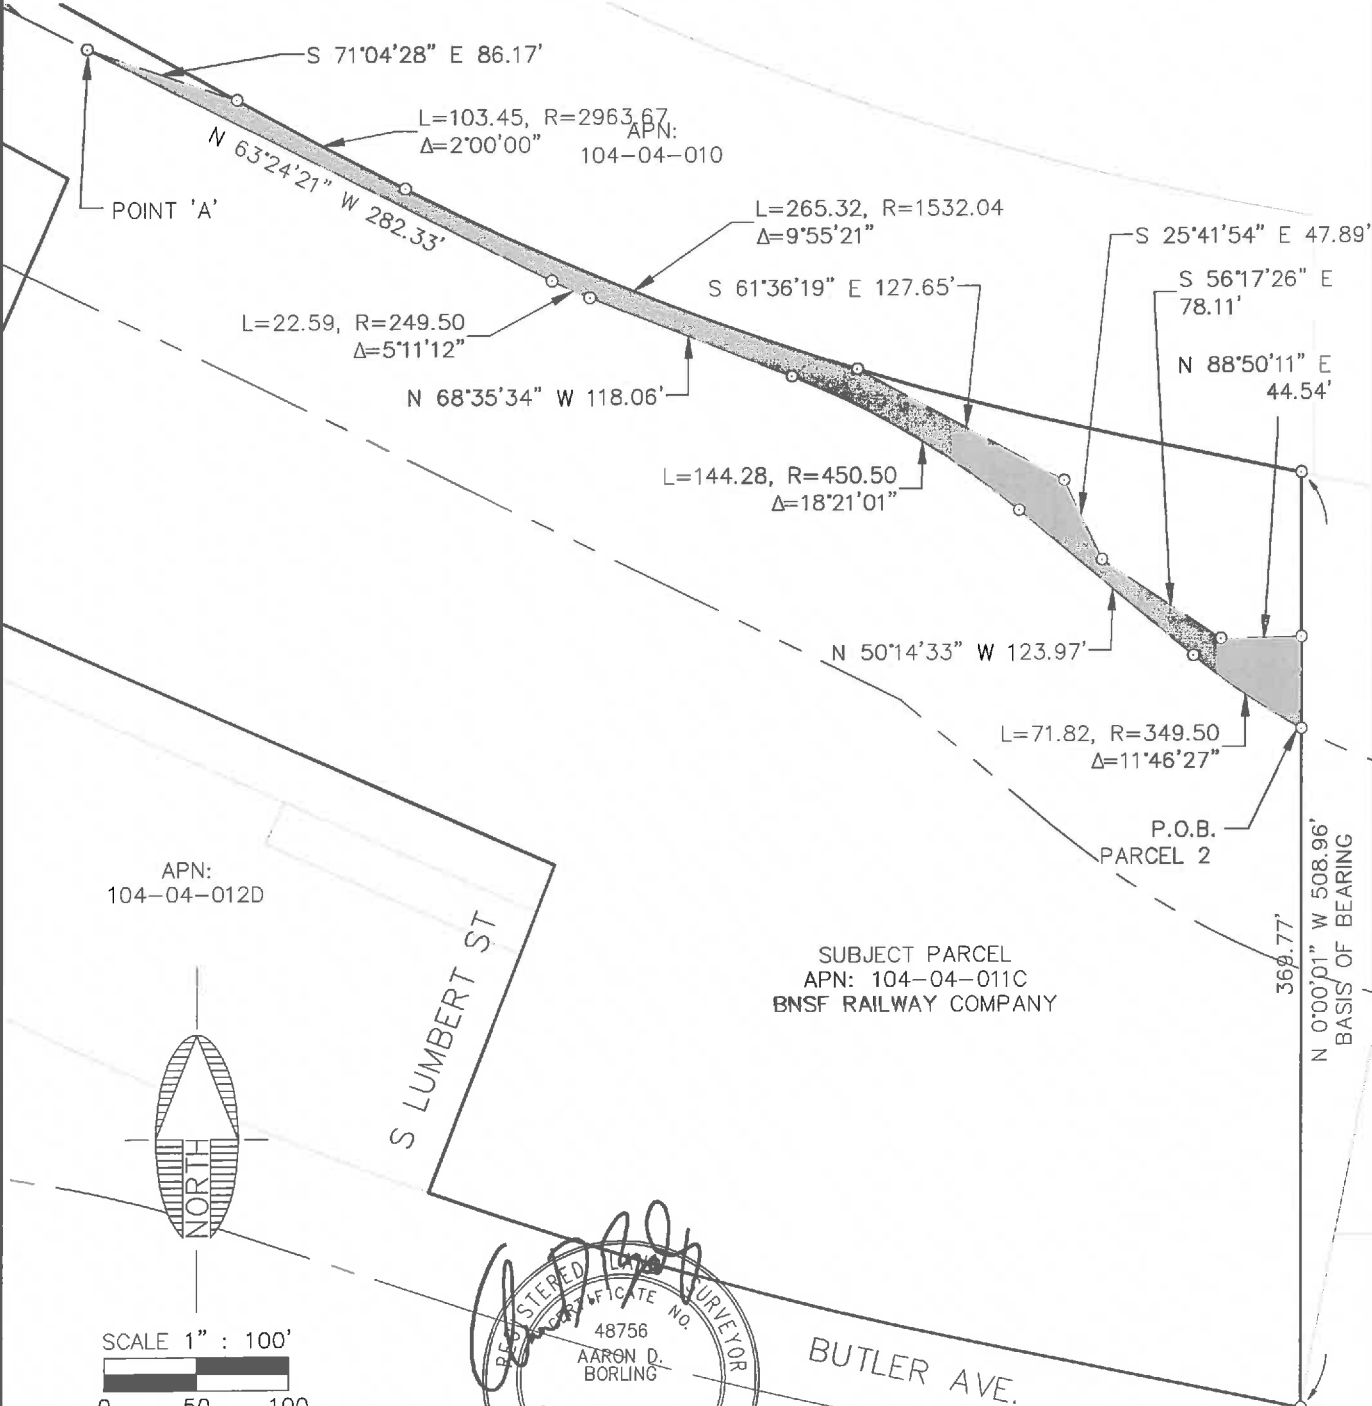 S 71°04'28" E 86.17'
L=103.45, R=2963.67
Δ=2°00'00"
APN:
104-04-010
N 63°24'21" W 282.33'
POINT 'A'
L=265.32, R=1532.04
Δ=9°55'21"
S 25°41'54" E 47.89'
S 61°36'19" E 127.65'
S 56°17'26" E
78.11'
L=22.59, R=249.50
Δ=5°11'12"
N 88°50'11" E
44.54'
N 68°35'34" W 118.06'
L=144.28, R=450.50
Δ=18°21'01"
N 50°14'33" W 123.97'
L=71.82, R=349.50
Δ=11°46'27"
P.O.B.
PARCEL 2
369.77'
N 0°00'01" W 508.96'
BASIS OF BEARING
APN:
104-04-012D
S LUMBERT ST
SUBJECT PARCEL
APN: 104-04-011C
BNSF RAILWAY COMPANY
NORTH
SCALE 1" : 100'
0 50 100
REGISTERED LAND SURVEYOR
CERTIFICATE NO.
48756
AARON D.
BORLING
BUTLER AVE.